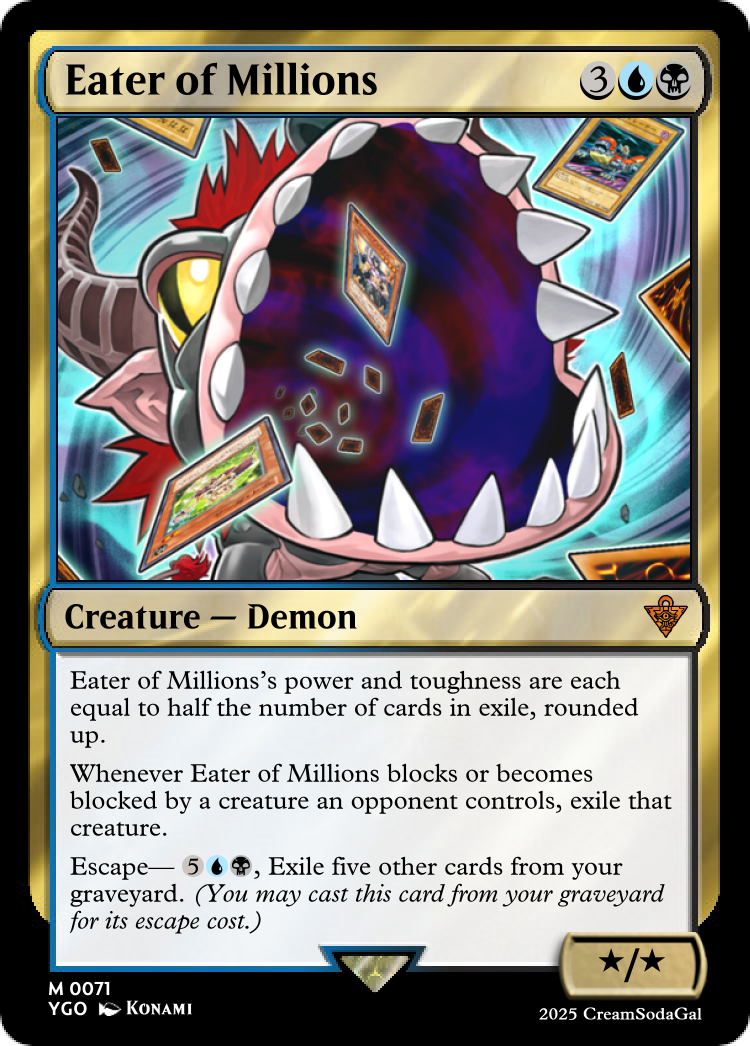 Eater of Millions 3
Creature — Demon
Eater of Millions's power and toughness are each
equal to half the number of cards in exile, rounded
up.
Whenever Eater of Millions blocks or becomes
blocked by a creature an opponent controls, exile that
creature.
Escape— 5, Exile five other cards from your
graveyard. (You may cast this card from your graveyard
for its escape cost.)
★/★
M 0071
YGO KONAMI
2025 CreamSodaGal